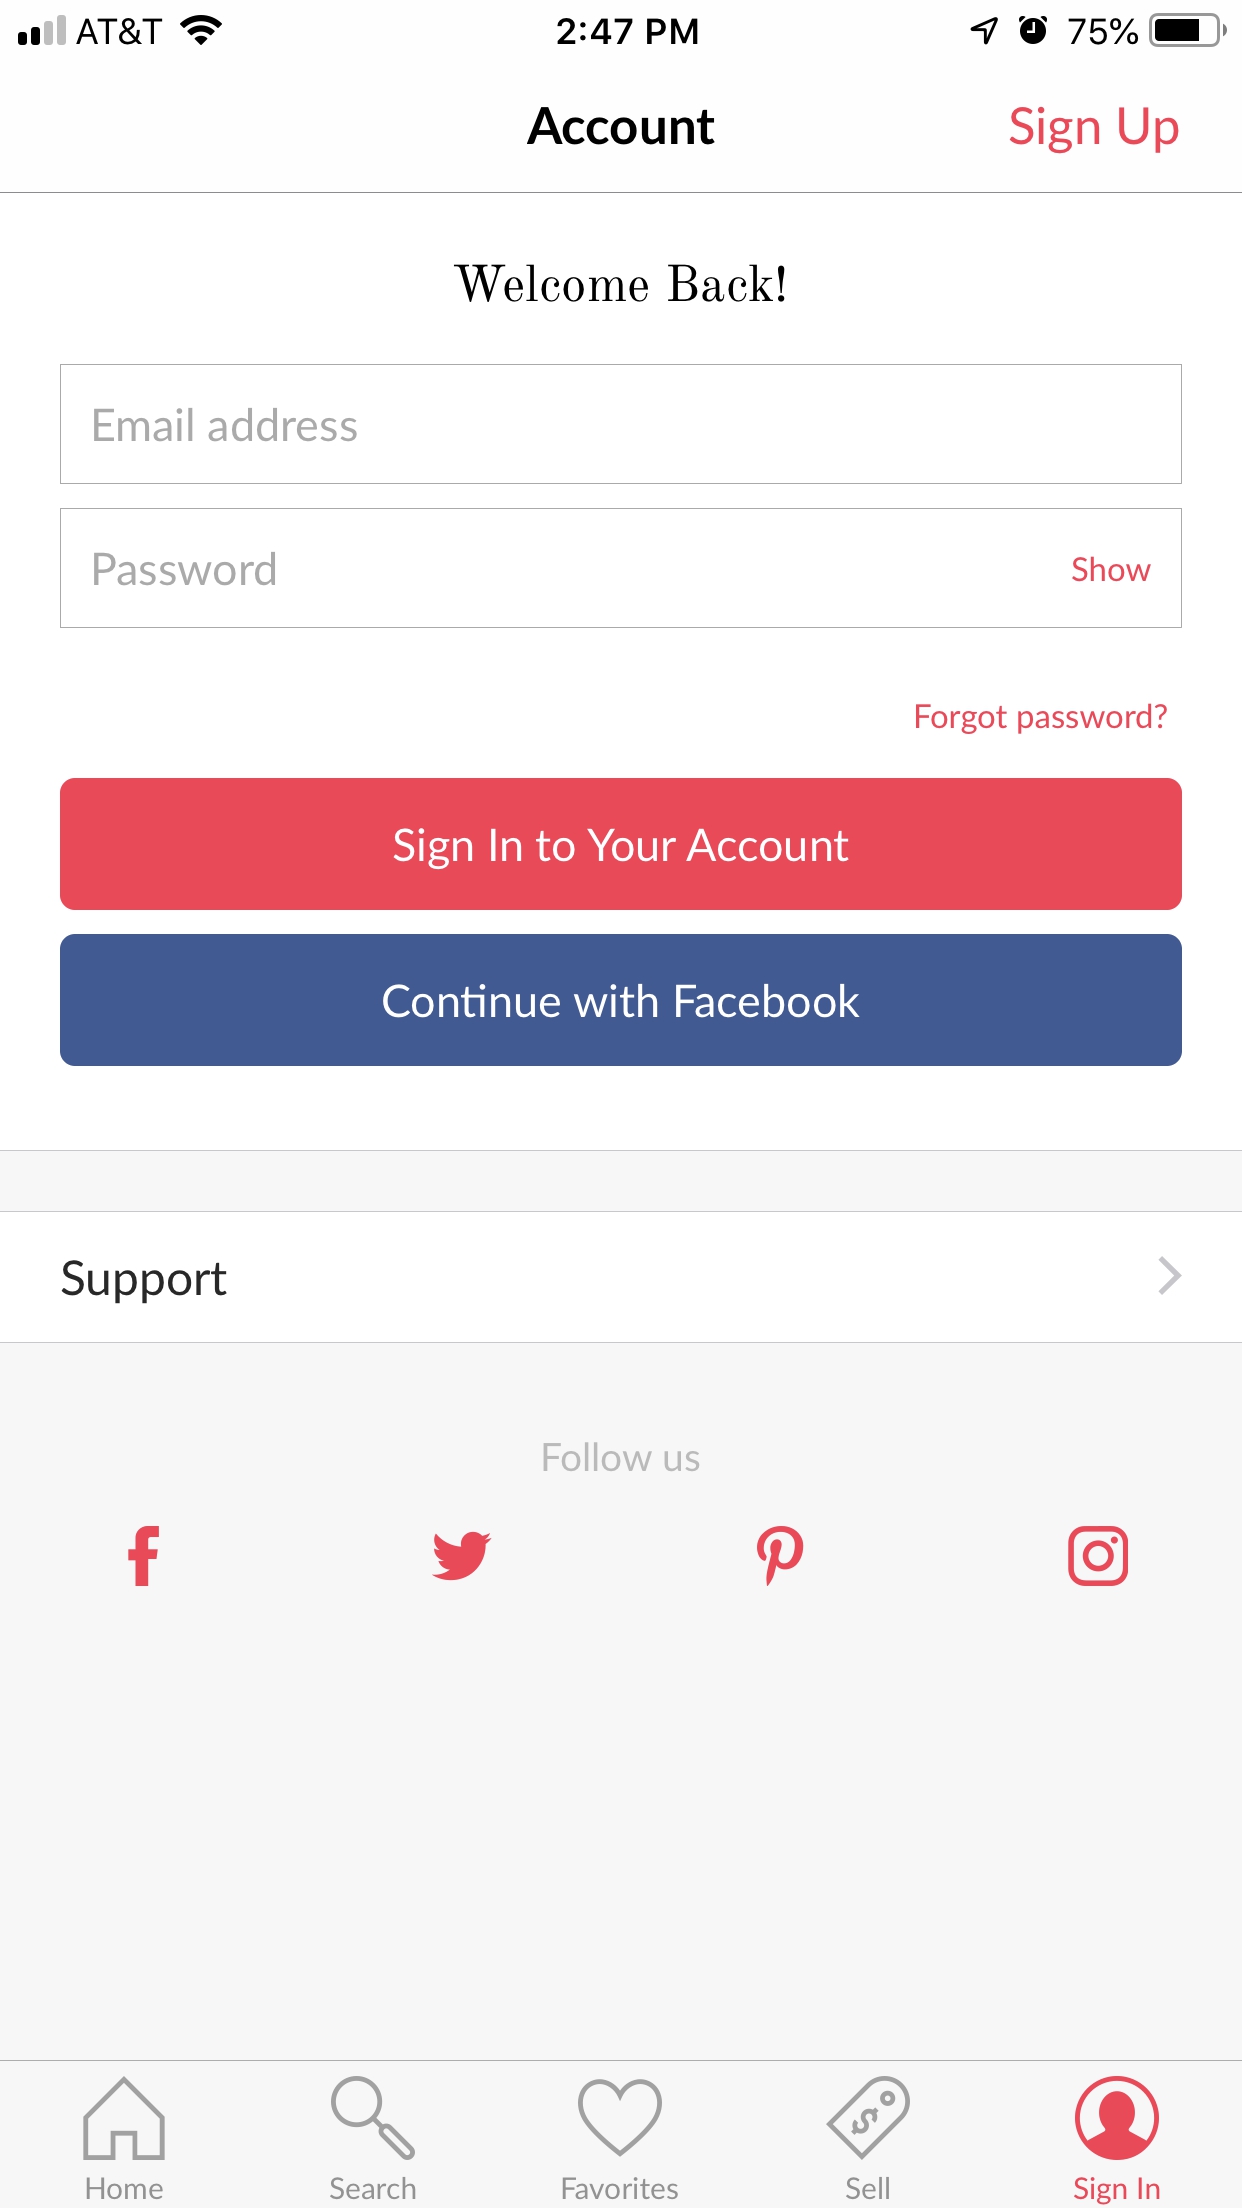 AT&T 2:47 PM 75%
Account Sign Up
Welcome Back!
Email address
Password Show
Forgot password?
Sign In to Your Account
Continue with Facebook
Support
Follow us
Home Search Favorites Sell Sign In